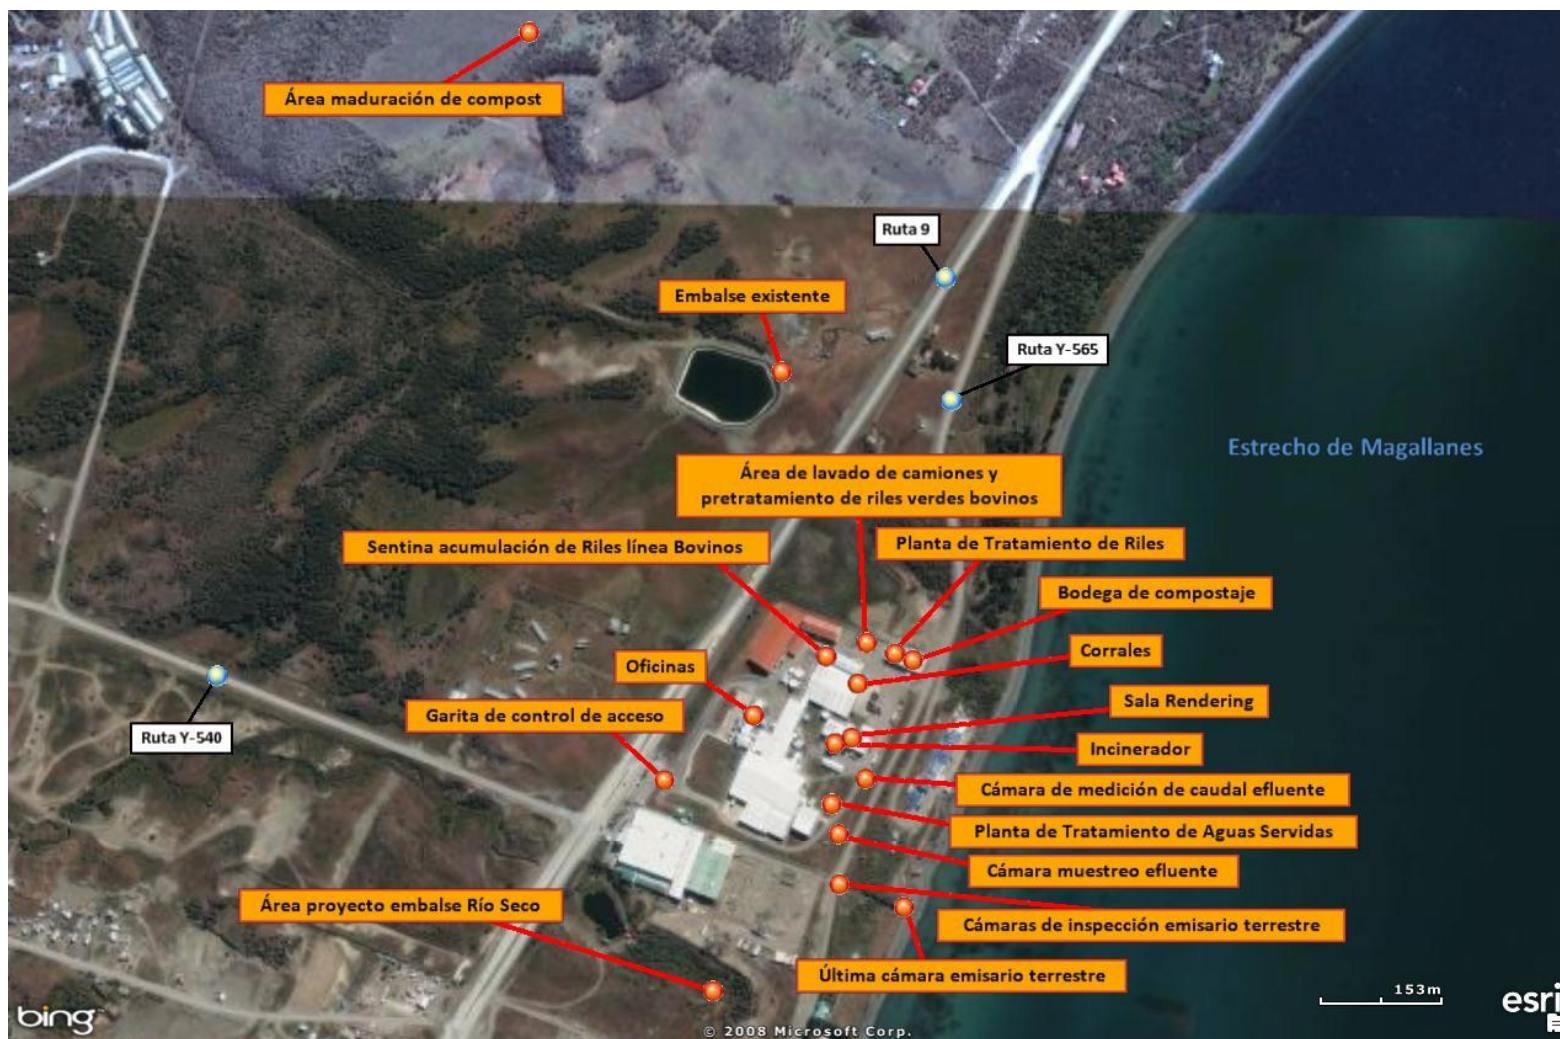 Área maduración de compost
Ruta 9
Embalse existente
Ruta Y-565
Estrecho de Magallanes
Área de lavado de camiones y
pretratamiento de riles verdes bovinos
Sentina acumulación de Riles línea Bovinos
Planta de Tratamiento de Riles
Bodega de compostaje
Corrales
Oficinas
Sala Rendering
Garita de control de acceso
Ruta Y-540
Incinerador
Cámara de medición de caudal efluente
Planta de Tratamiento de Aguas Servidas
Cámara muestreo efluente
Área proyecto embalse Río Seco
Cámaras de inspección emisario terrestre
Última cámara emisario terrestre
153m
bing
esri
© 2008 Microsoft Corp.